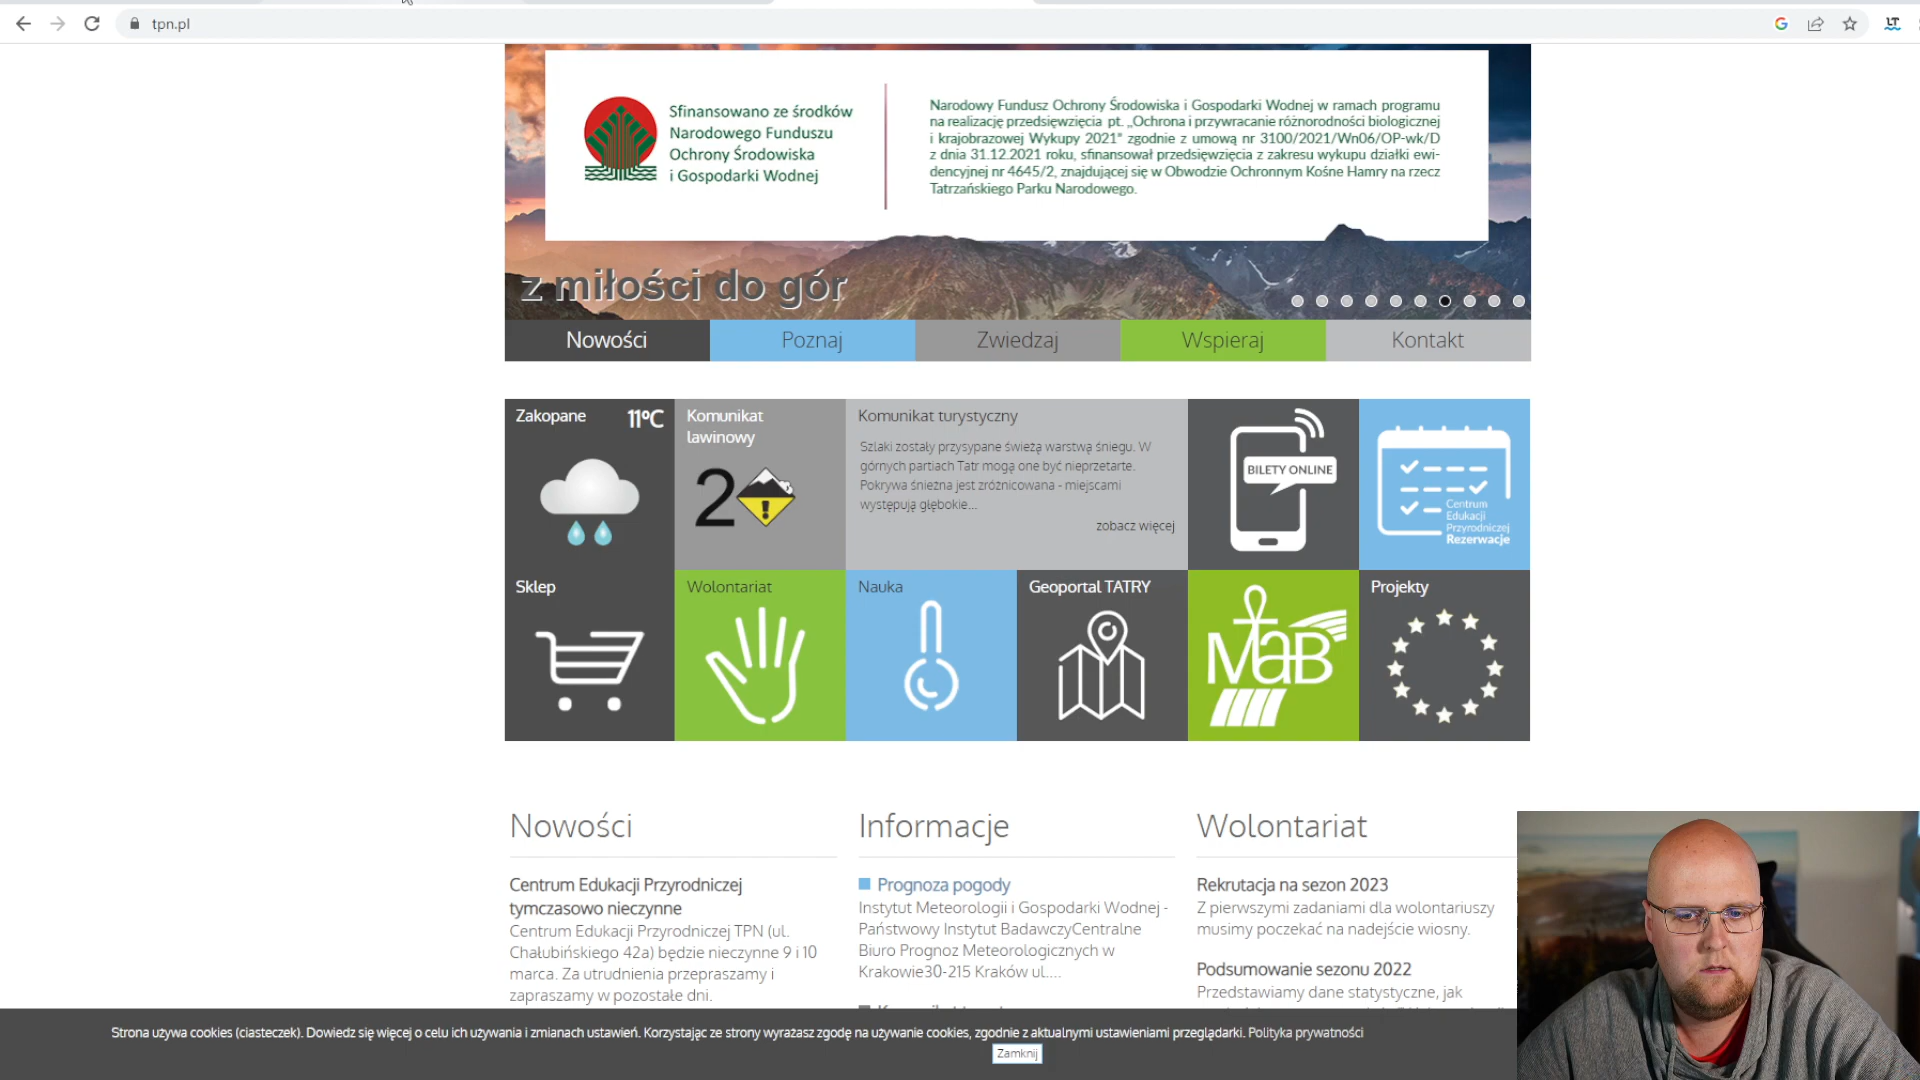 tpn.pl
Sfinansowano ze środków
Narodowego Funduszu
Ochrony Środowiska
i Gospodarki Wodnej
Narodowy Fundusz Ochrony Środowiska i Gospodarki Wodnej w ramach programu
na realizację przedsięwzięcia pt. „Ochrona i przywracanie różnorodności biologicznej
i krajobrazowej Wykupy 2021" zgodnie z umową nr 3100/2021/Wn06/OP-wk/D
z dnia 31.12.2021 roku, sfinansował przedsięwzięcia z zakresu wykupu działki ewi-
dencyjnej nr 4645/2, znajdującej się w Obwodzie Ochronnym Kośne Hamry na rzecz
Tatrzańskiego Parku Narodowego.
z miłości do gór
Nowości
Poznaj
Zwiedzaj
Wspieraj
Kontakt
Zakopane 11°C
Komunikat
lawinowy
2
Komunikat turystyczny
Szlaki zostały przysypane świeżą warstwą śniegu. W
górnych partiach Tatr mogą one być nieprzetarte.
Pokrywa śnieżna jest zróżnicowana - miejscami
występują głębokie...
zobacz więcej
BILETY ONLINE
Centrum
Edukacji
Przyrodniczej
Rezerwacje
Sklep
Wolontariat
Nauka
Geoportal TATRY
MaB
Projekty
Nowości
Centrum Edukacji Przyrodniczej
tymczasowo nieczynne
Centrum Edukacji Przyrodniczej TPN (ul.
Chałubińskiego 42a) będzie nieczynne 9 i 10
marca. Za utrudnienia przepraszamy i
zapraszamy w pozostałe dni.
Informacje
Prognoza pogody
Instytut Meteorologii i Gospodarki Wodnej -
Państwowy Instytut BadawczyCentralne
Biuro Prognoz Meteorologicznych w
Krakowie30-215 Kraków ul....
Wolontariat
Rekrutacja na sezon 2023
Z pierwszymi zadaniami dla wolontariuszy
musimy poczekać na nadejście wiosny.
Podsumowanie sezonu 2022
Przedstawiamy dane statystyczne, jak
Strona używa cookies (ciasteczek). Dowiedz się więcej o celu ich używania i zmianach ustawień. Korzystając ze strony wyrażasz zgodę na używanie cookies, zgodnie z aktualnymi ustawieniami przeglądarki. Polityka prywatności
Zamknij